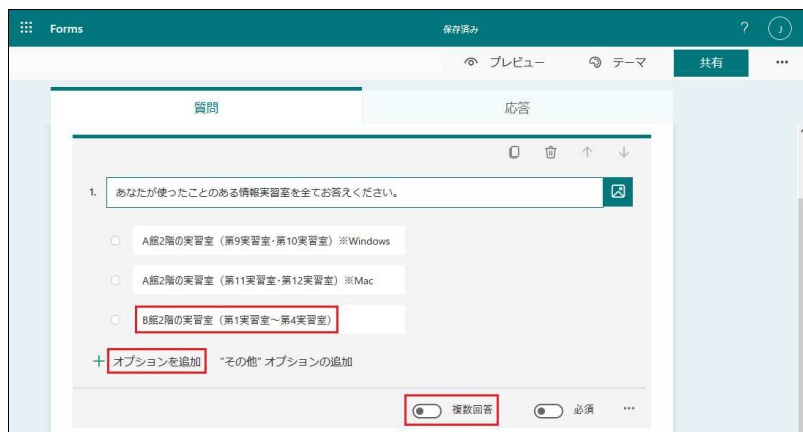 Forms 保存済み ? J
プレビュー テーマ 共有 …
質問 応答
1. あなたが使ったことのある情報実習室を全てお答えください。
A館2階の実習室（第9実習室・第10実習室）※Windows
A館2階の実習室（第11実習室・第12実習室）※Mac
B館2階の実習室（第1実習室～第4実習室）
＋ オプションを追加 "その他" オプションの追加
複数回答 必須 …